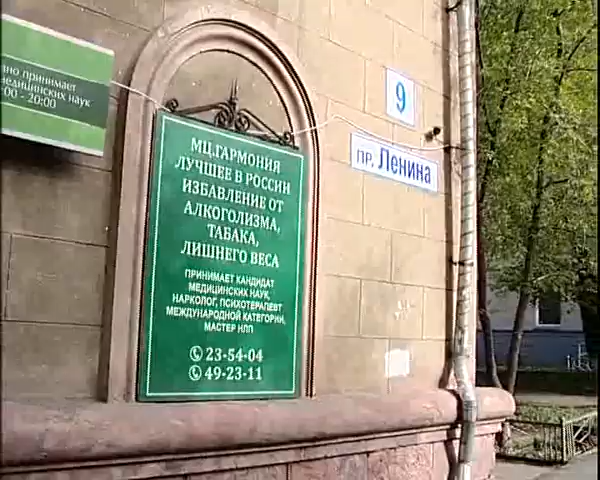 принимает
медицинских наук
:00 - 20:00
МЦ.ГАРМОНИЯ
ЛУЧШЕЕ В РОССИИ
ИЗБАВЛЕНИЕ ОТ
АЛКОГОЛИЗМА,
ТАБАКА,
ЛИШНЕГО ВЕСА
ПРИНИМАЕТ КАНДИДАТ
МЕДИЦИНСКИХ НАУК,
НАРКОЛОГ, ПСИХОТЕРАПЕВТ
МЕЖДУНАРОДНОЙ КАТЕГОРИИ,
МАСТЕР НЛП
23-54-04
49-23-11
9
пр. Ленина